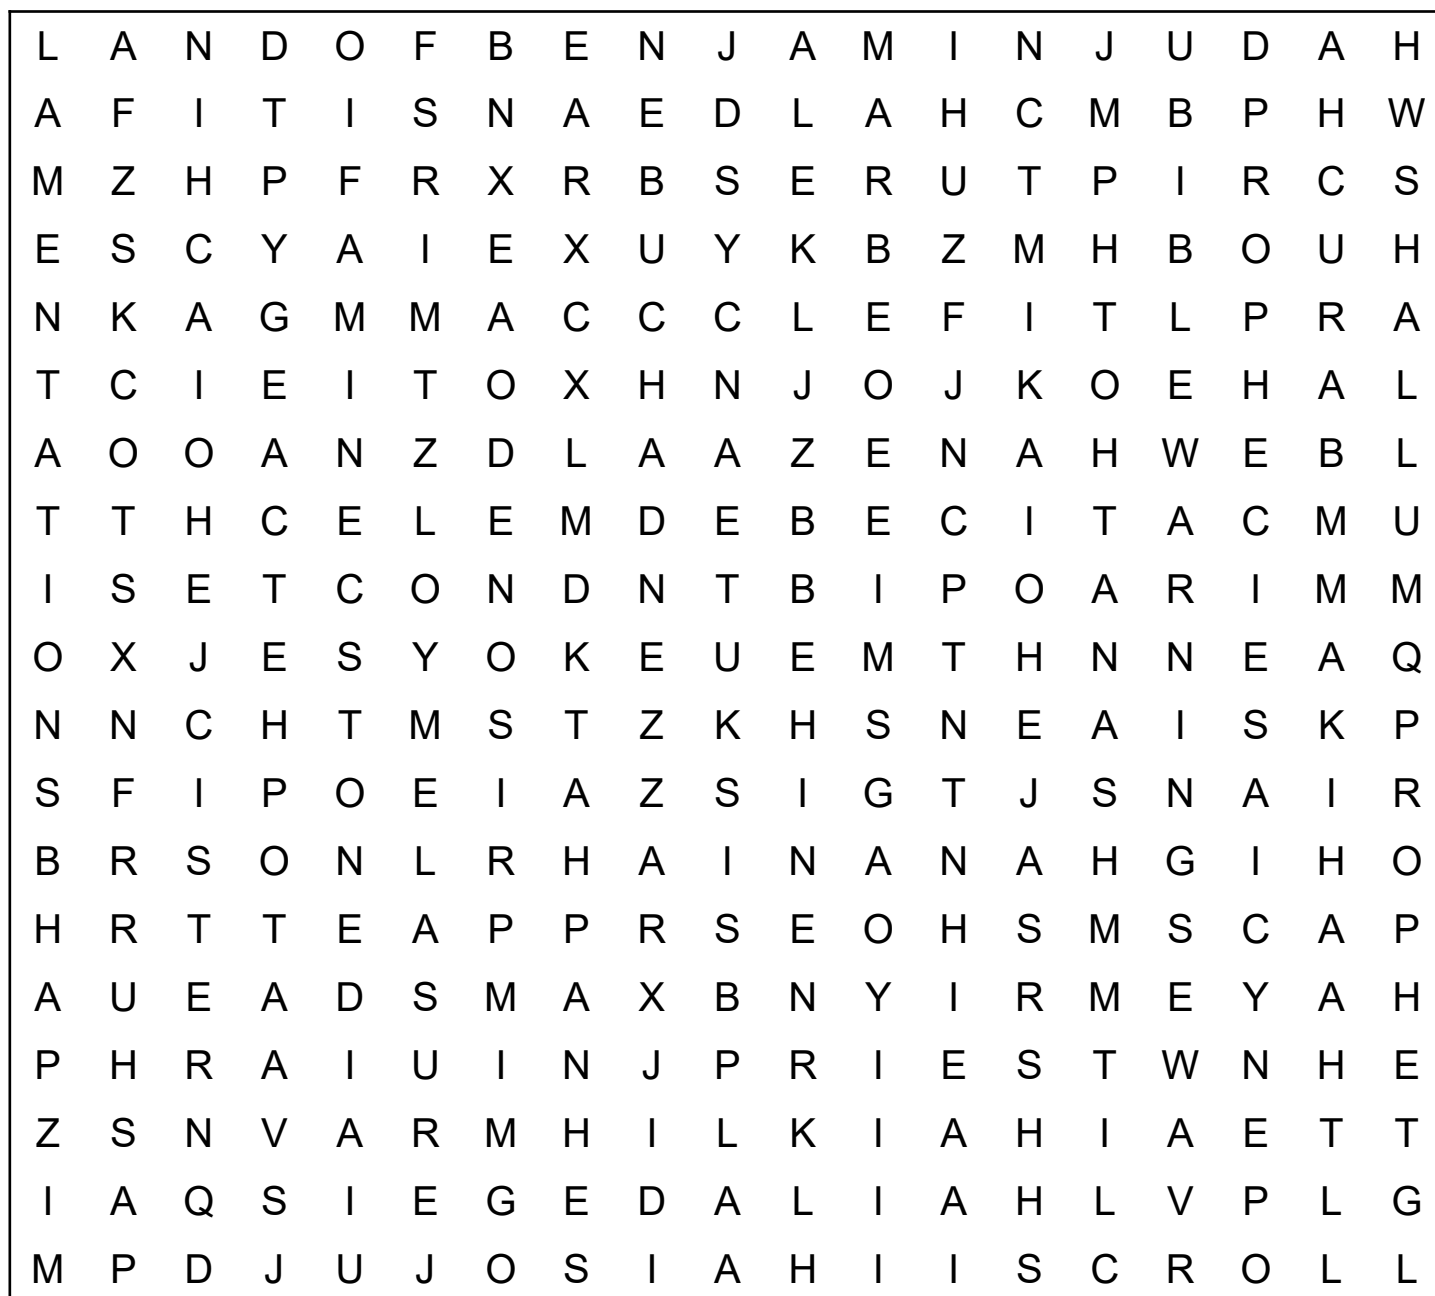 L A N D O F B E N J A M I N J U D A H
A F I T I S N A E D L A H C M B P H W
M Z H P F R X R B S E R U T P I R C S
E S C Y A I E X U Y K B Z M H B O U H
N K A G M M A C C C L E F I T L P R A
T C I E I T O X H N J O J K O E H A L
A O O A N Z D L A A Z E N A H W E B L
T T H C E L E M D E B E C I T A C M U
I S E T C O N D N T B I P O A R I M M
O X J E S Y O K E U E M T H N N E A Q
N N C H T M S T Z K H S N E A I S K P
S F I P O E I A Z S I G T J S N A I R
B R S O N L R H A I N A N A H G I H O
H R T T E A P P R S E O H S M S C A P
A U E A D S M A X B N Y I R M E Y A H
P H R A I U I N J P R I E S T W N H E
Z S N V A R M H I L K I A H I A E T T
I A Q S I E G E D A L I A H L V P L G
M P D J U J O S I A H I I S C R O L L